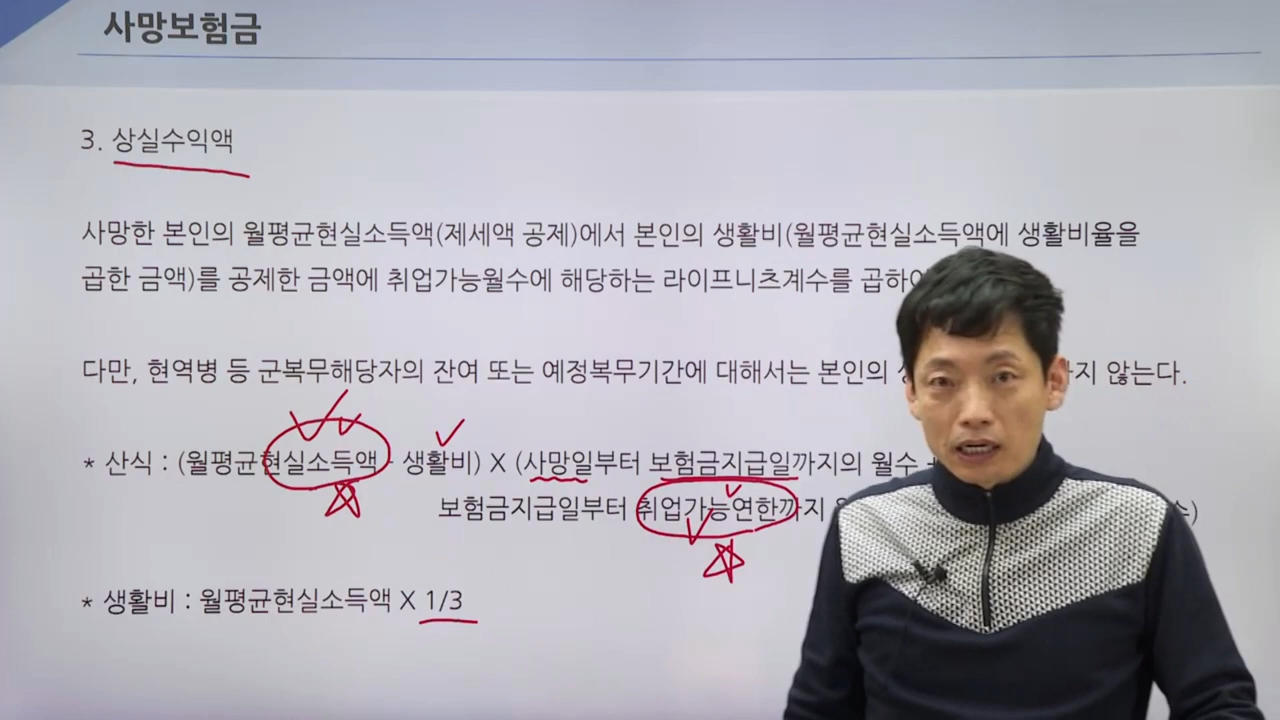 사망보험금
3. 상실수익액
사망한 본인의 월평균현실소득액(제세액 공제)에서 본인의 생활비(월평균현실소득액에 생활비율을
곱한 금액)를 공제한 금액에 취업가능월수에 해당하는 라이프니츠계수를
다만, 현역병 등 군복무해당자의 잔여 또는 예정복무기간에 대해서는 본인의 않는다.
* 산식 : (월평균현실소득액 - 생활비) X (사망일부터 보험금지급일까지의 월수 +
보험금지급일부터 취업가능연한까지
* 생활비 : 월평균현실소득액 X 1/3